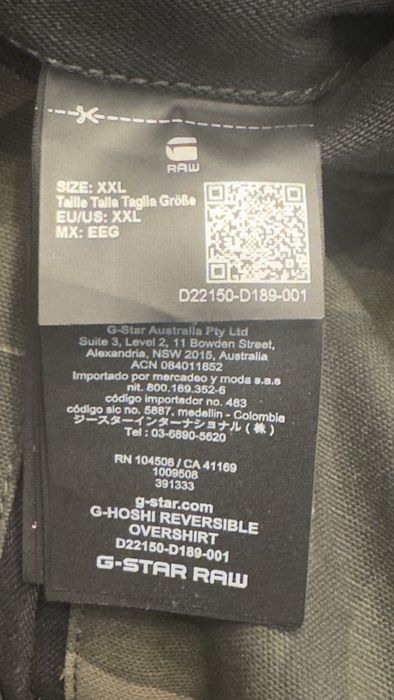 RAW
SIZE: XXL
Taille Talla Taglia Größe
EU/US: XXL
MX: EEG
D22150-D189-001
G-Star Australia Pty Ltd
Suite 3, Level 2, 11 Bowden Street,
Alexandria, NSW 2015, Australia
ACN 084011852
Importado por mercadeo y moda s.a.s
nit. 800.169.352-6
código importador no. 483
código sic no. 5887, medellin - Colombia
ジースターインターナショナル(株)
Tel : 03-6890-5620
RN 104506 / CA 41169
1009508
391333
g-star.com
G-HOSHI REVERSIBLE
OVERSHIRT
D22150-D189-001
G-STAR RAW